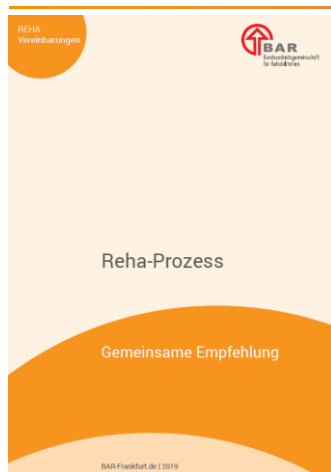 REHA
Vereinbarungen
BAR
Bundesarbeitsgemeinschaft
für Rehabilitation
Reha-Prozess
Gemeinsame Empfehlung
BAR-Frankfurt.de | 2019